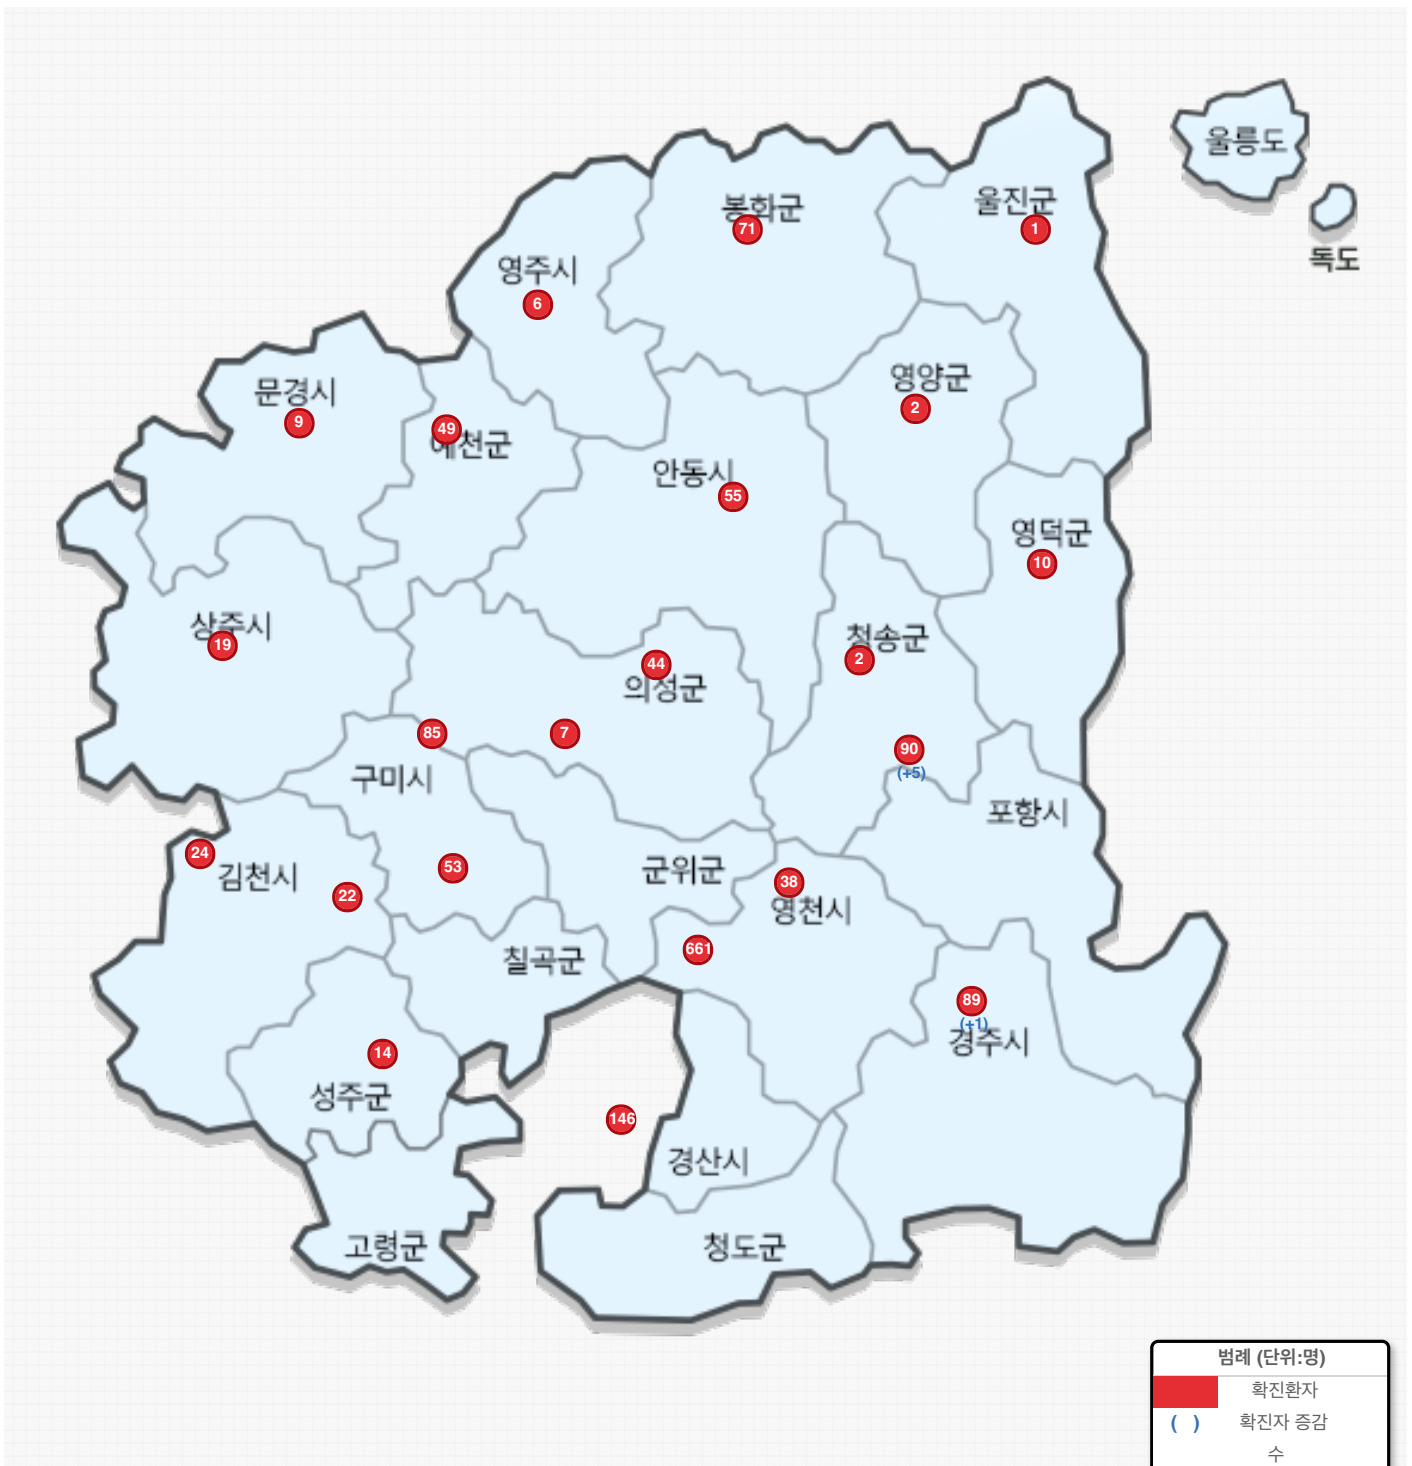 울릉도
독도
울진군
1
봉화군
71
영주시
6
영양군
2
문경시
9
49
예천군
안동시
55
영덕군
10
상주시
19
청송군
2
44
의성군
85
7
90
(+5)
구미시
포항시
24
김천시
22
53
군위군
38
영천시
661
칠곡군
89
(+1)
경주시
14
성주군
146
경산시
고령군
청도군
범례 (단위:명)
확진환자
( ) 확진자 증감
수